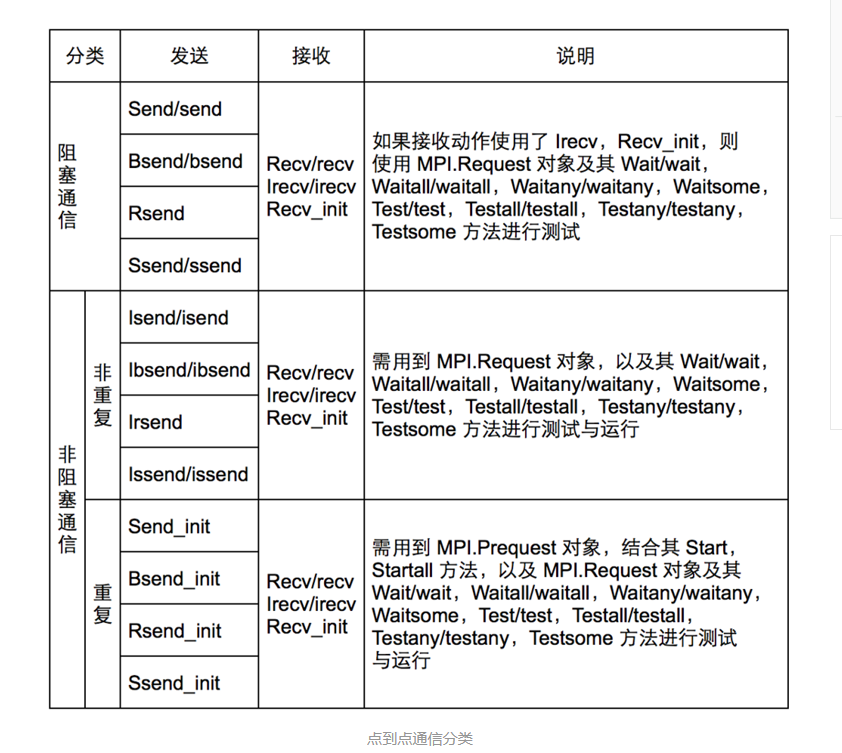 分类 发送 接收 说明
阻塞通信
Send/send
Bsend/bsend
Rsend
Ssend/ssend
Recv/recv
Irecv/irecv
Recv_init
如果接收动作使用了 Irecv，Recv_init，则
使用 MPI.Request 对象及其 Wait/wait，
Waitall/waitall，Waitany/waitany，Waitsome，
Test/test，Testall/testall，Testany/testany，
Testsome 方法进行测试
非阻塞通信
非重复
Isend/isend
Ibsend/ibsend
Irsend
Issend/issend
Recv/recv
Irecv/irecv
Recv_init
需用到 MPI.Request 对象，以及其 Wait/wait，
Waitall/waitall，Waitany/waitany，Waitsome，
Test/test，Testall/testall，Testany/testany，
Testsome 方法进行测试与运行
重复
Send_init
Bsend_init
Rsend_init
Ssend_init
Recv/recv
Irecv/irecv
Recv_init
需用到 MPI.Prequest 对象，结合其 Start，
Startall 方法，以及 MPI.Request 对象及其
Wait/wait，Waitall/waitall，Waitany/waitany，
Waitsome，Test/test，Testall/testall，
Testany/testany，Testsome 方法进行测试
与运行
点到点通信分类